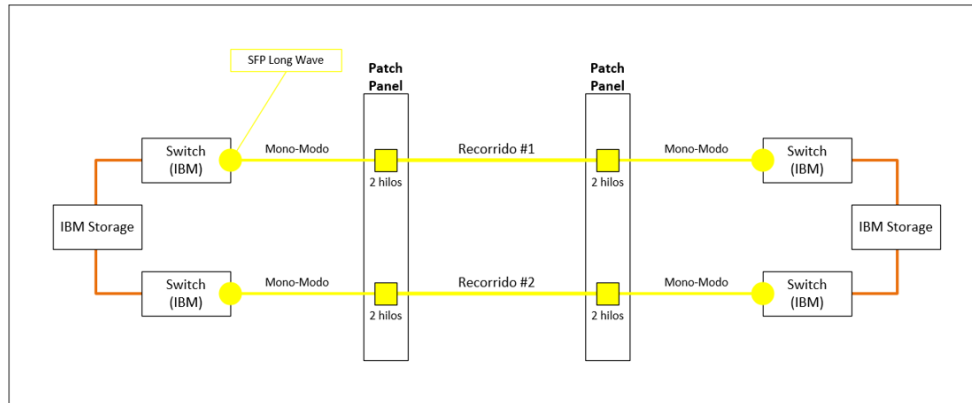 SFP Long Wave
Patch
Panel
Patch
Panel
Switch
(IBM)
Mono-Modo
Recorrido #1
Mono-Modo
Switch
(IBM)
2 hilos
2 hilos
IBM Storage
IBM Storage
Switch
(IBM)
Mono-Modo
Recorrido #2
Mono-Modo
Switch
(IBM)
2 hilos
2 hilos